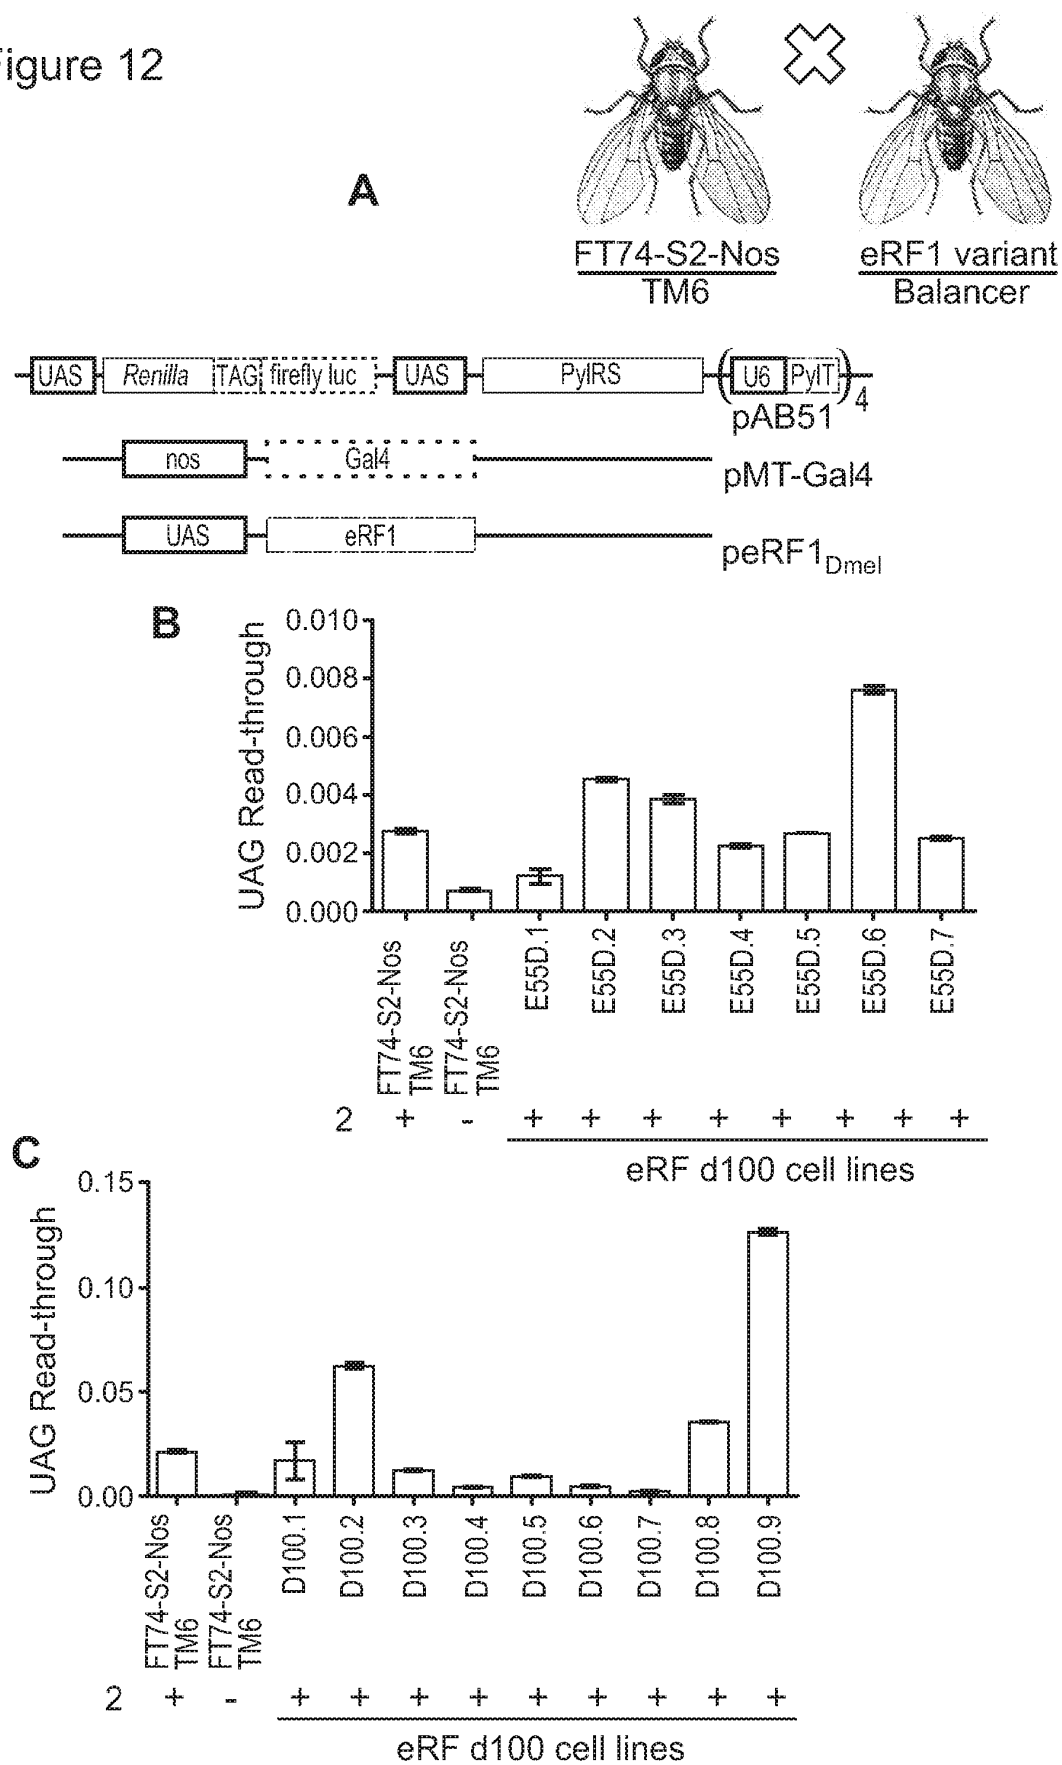 igure 12
A
FT74-S2-Nos
TM6
eRF1 variant
Balancer
UAS Renilla TAG firefly luc UAS PylRS (U6 PylT)4
pAB51
nos Gal4
pMT-Gal4
UAS eRF1
peRF1Dmel
B
UAG Read-through
0.010
0.008
0.006
0.004
0.002
0.000
FT74-S2-Nos
TM6
FT74-S2-Nos
TM6
E55D.1
E55D.2
E55D.3
E55D.4
E55D.5
E55D.6
E55D.7
2 + - + + + + + + + +
eRF d100 cell lines
C
UAG Read-through
0.15
0.10
0.05
0.00
FT74-S2-Nos
TM6
FT74-S2-Nos
TM6
D100.1
D100.2
D100.3
D100.4
D100.5
D100.6
D100.7
D100.8
D100.9
2 + - + + + + + + + + +
eRF d100 cell lines